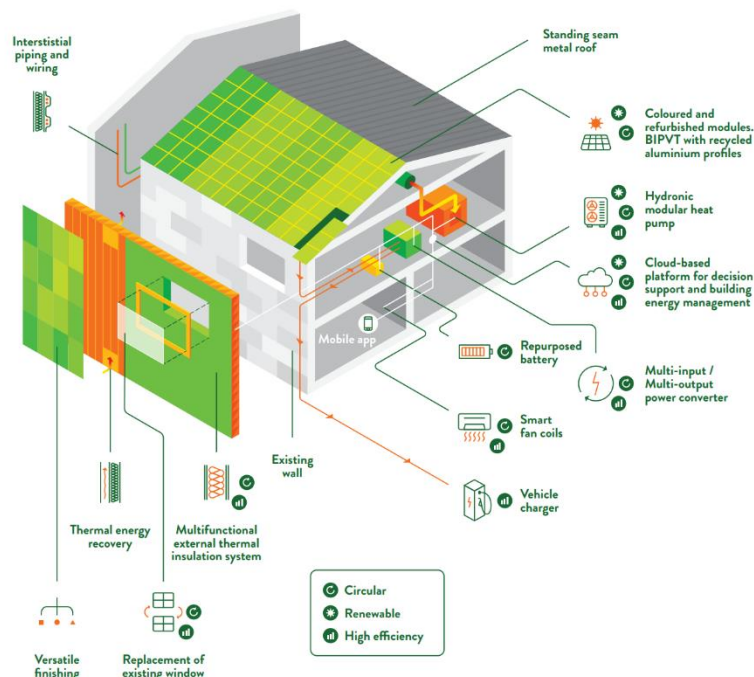 Interstistial
piping and
wiring
Standing seam
metal roof
Coloured and
refurbished modules.
BIPVT with recycled
aluminium profiles
Hydronic
modular heat
pump
Cloud-based
platform for decision
support and building
energy management
Mobile app
Repurposed
battery
Multi-input /
Multi-output
power converter
Smart
fan coils
Existing
wall
Vehicle
charger
Thermal energy
recovery
Multifunctional
external thermal
insulation system
Circular
Renewable
High efficiency
Versatile
finishing
Replacement of
existing window